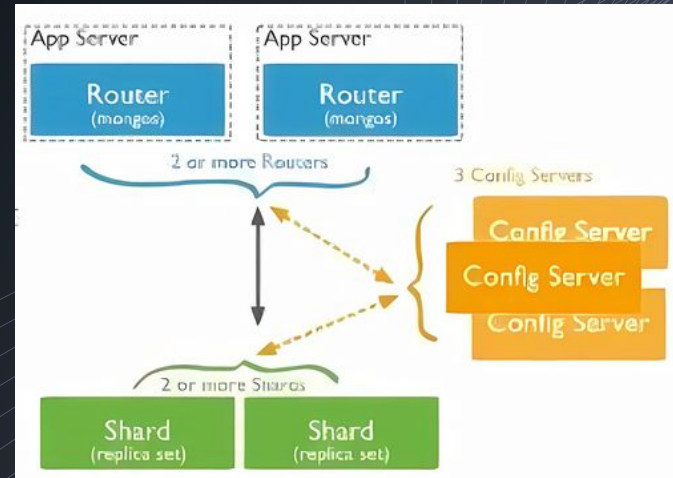 App Server
App Server
Router
(mongos)
Router
(mongos)
2 or more Routers
3 Config Servers
Config Server
Config Server
Config Server
2 or more Shards
Shard
(replica set)
Shard
(replica set)